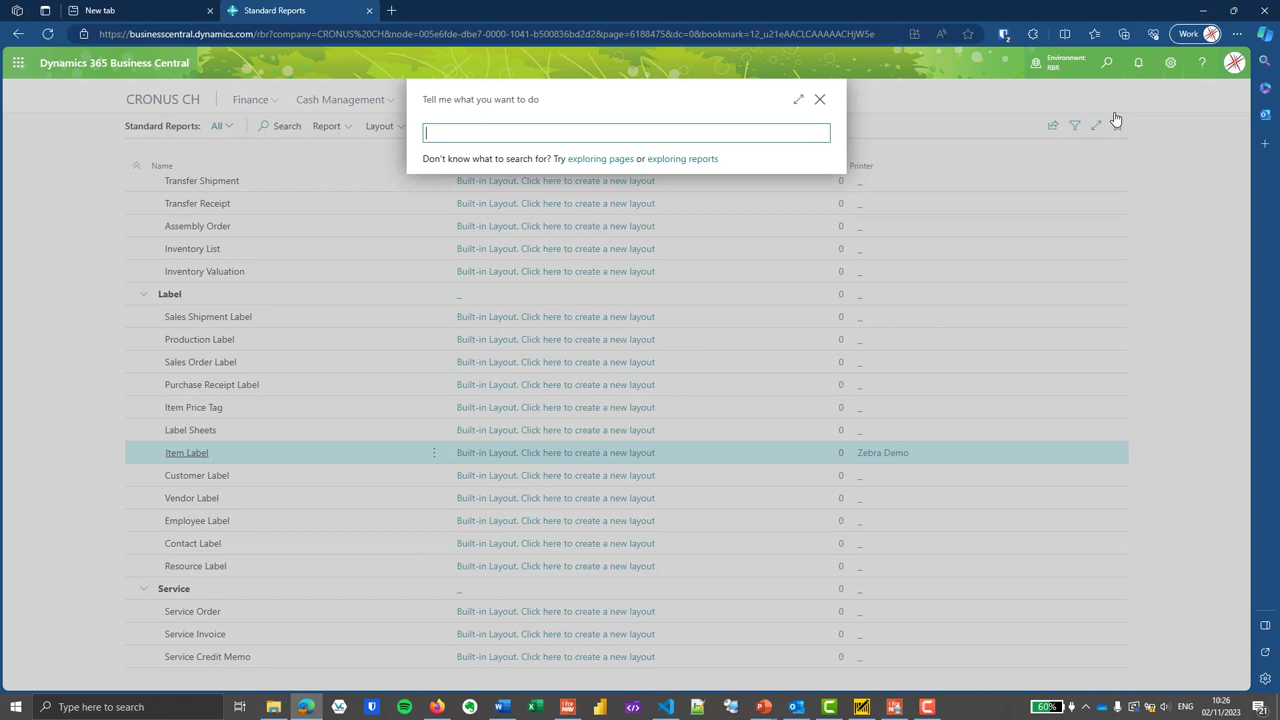 New tab
Standard Reports
https://businesscentral.dynamics.com/rbr?company=CRONUS%20CH&node=005e6fde-dbe7-0000-1041-b500836bd2d2&page=6188475&dc=0&bookmark=12_u21eAACLCAAAAACHjW5e
Work
Dynamics 365 Business Central
Environment:
RBR
CRONUS CH
Finance
Cash Management
Tell me what you want to do
Standard Reports:
All
Search
Report
Layout
Don't know what to search for? Try exploring pages or exploring reports
Name
Printer
Transfer Shipment Built-in Layout. Click here to create a new layout 0 _
Transfer Receipt Built-in Layout. Click here to create a new layout 0 _
Assembly Order Built-in Layout. Click here to create a new layout 0 _
Inventory List Built-in Layout. Click here to create a new layout 0 _
Inventory Valuation Built-in Layout. Click here to create a new layout 0 _
Label _ 0 _
Sales Shipment Label Built-in Layout. Click here to create a new layout 0 _
Production Label Built-in Layout. Click here to create a new layout 0 _
Sales Order Label Built-in Layout. Click here to create a new layout 0 _
Purchase Receipt Label Built-in Layout. Click here to create a new layout 0 _
Item Price Tag Built-in Layout. Click here to create a new layout 0 _
Label Sheets Built-in Layout. Click here to create a new layout 0 _
Item Label Built-in Layout. Click here to create a new layout 0 Zebra Demo
Customer Label Built-in Layout. Click here to create a new layout 0 _
Vendor Label Built-in Layout. Click here to create a new layout 0 _
Employee Label Built-in Layout. Click here to create a new layout 0 _
Contact Label Built-in Layout. Click here to create a new layout 0 _
Resource Label Built-in Layout. Click here to create a new layout 0 _
Service _ 0 _
Service Order Built-in Layout. Click here to create a new layout 0 _
Service Invoice Built-in Layout. Click here to create a new layout 0 _
Service Credit Memo Built-in Layout. Click here to create a new layout 0 _
Type here to search
60%
10:26
02/11/2023